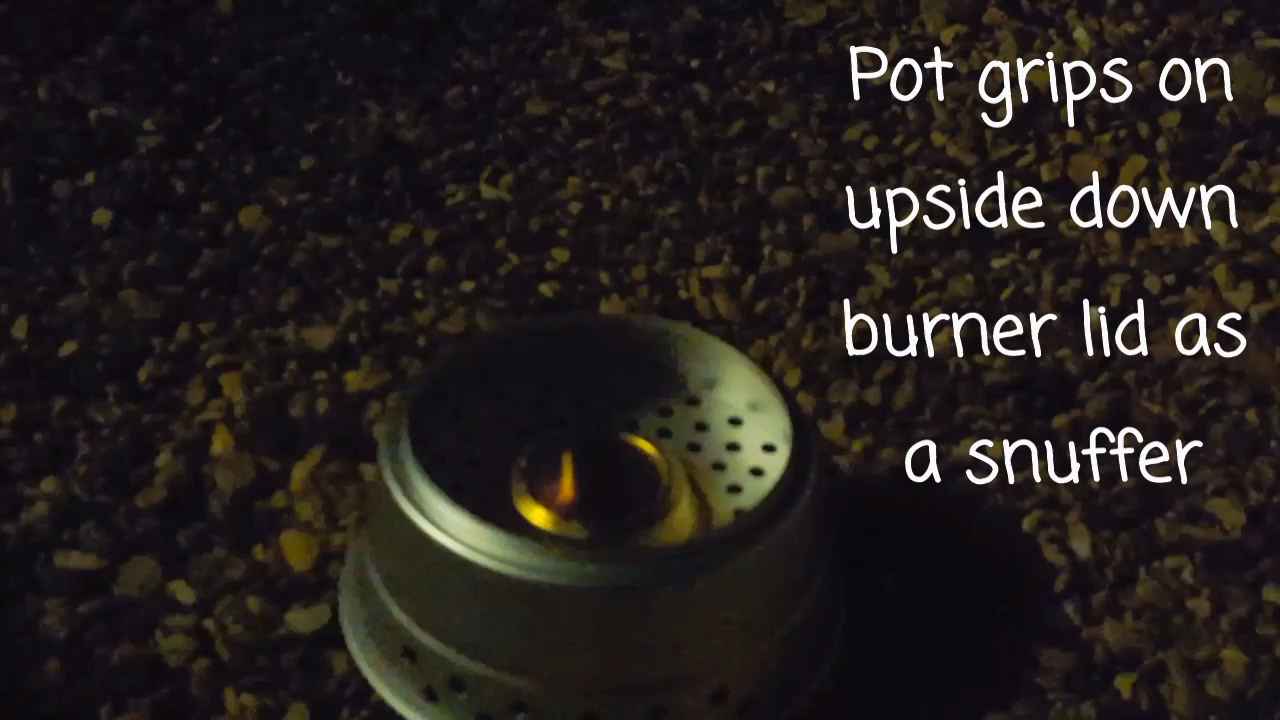 Pot grips on
upside down
burner lid as
a snuffer